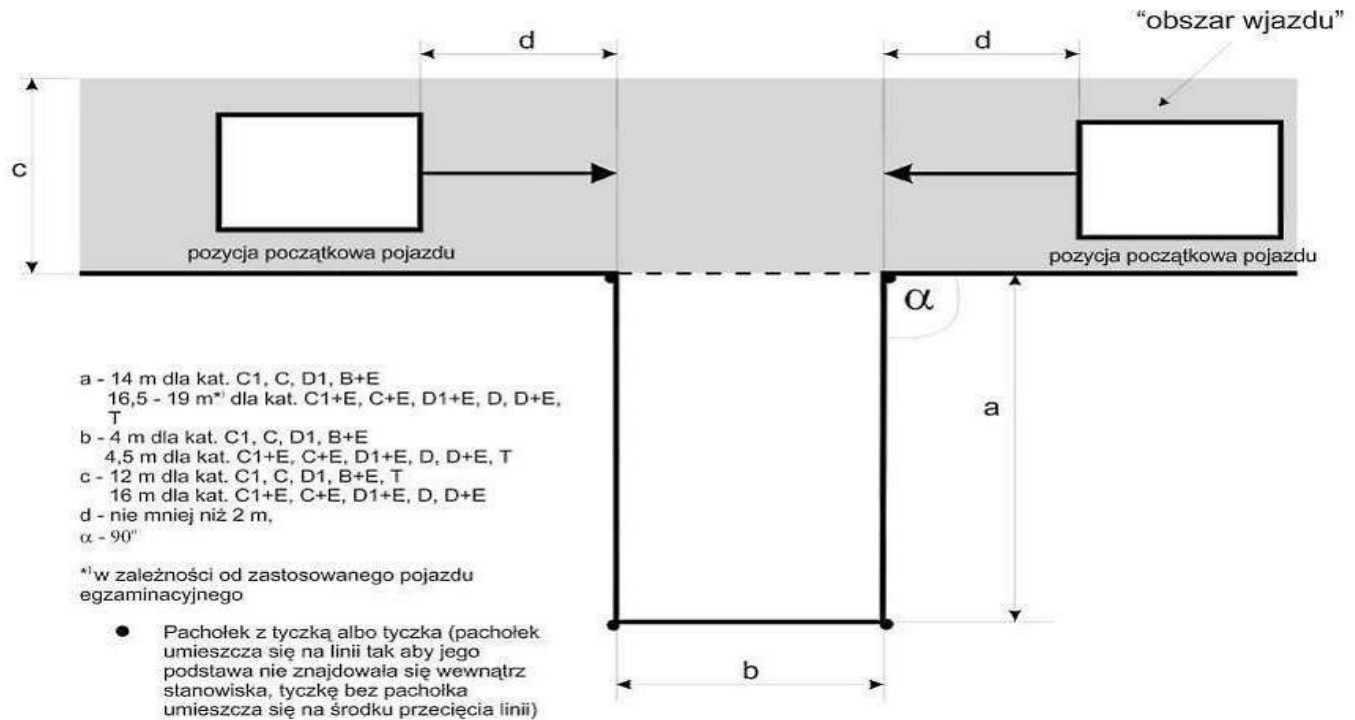 “obszar wjazdu”
d
d
c
pozycja początkowa pojazdu
pozycja początkowa pojazdu
α
a - 14 m dla kat. C1, C, D1, B+E
16,5 - 19 m*⁾ dla kat. C1+E, C+E, D1+E, D, D+E,
T
b - 4 m dla kat. C1, C, D1, B+E
4,5 m dla kat. C1+E, C+E, D1+E, D, D+E, T
c - 12 m dla kat. C1, C, D1, B+E, T
16 m dla kat. C1+E, C+E, D1+E, D, D+E
d - nie mniej niż 2 m,
α - 90°
a
*⁾ w zależności od zastosowanego pojazdu
egzaminacyjnego
● Pachołek z tyczką albo tyczka (pachołek
umieszcza się na linii tak aby jego
podstawa nie znajdowała się wewnątrz
stanowiska, tyczkę bez pachołka
umieszcza się na środku przecięcia linii)
b